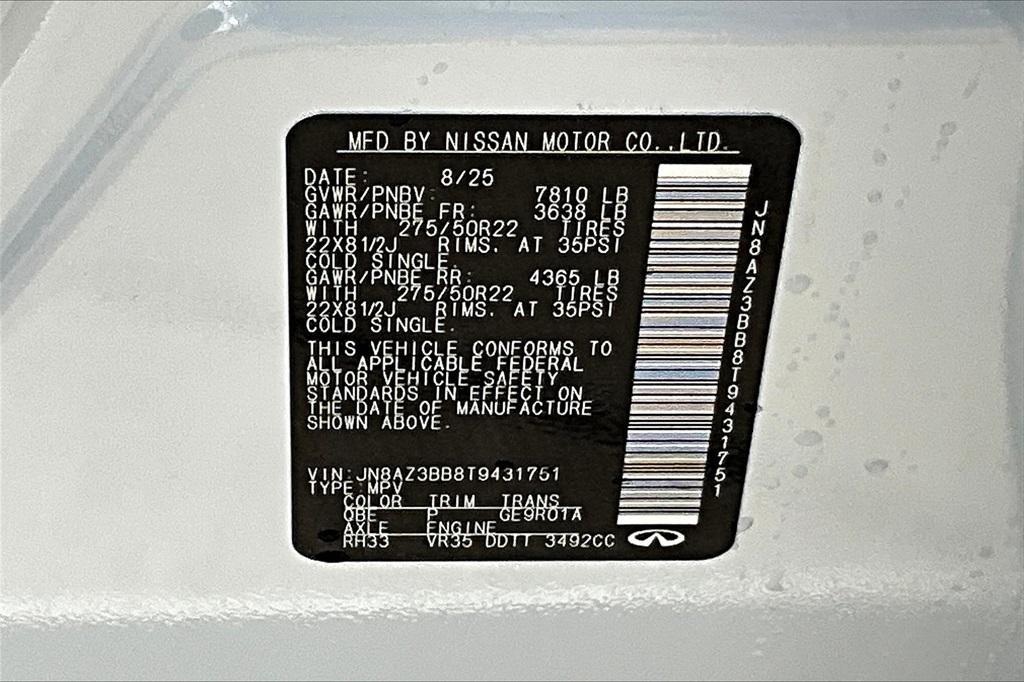 MFD BY NISSAN MOTOR CO.,LTD.
DATE: 8/25
GVWR/PNBV: 7810 LB
GAWR/PNBE FR: 3638 LB
WITH 275/50R22 TIRES
22X81/2J RIMS, AT 35PSI
COLD SINGLE.
GAWR/PNBE RR: 4365 LB
WITH 275/50R22 TIRES
22X81/2J RIMS, AT 35PSI
COLD SINGLE.
THIS VEHICLE CONFORMS TO
ALL APPLICABLE FEDERAL
MOTOR VEHICLE SAFETY
STANDARDS IN EFFECT ON
THE DATE OF MANUFACTURE
SHOWN ABOVE.
VIN:JN8AZ3BB8T9431751
TYPE:MPV
COLOR TRIM TRANS
QBE P GE9R01A
AXLE ENGINE
RH33 VR35 DDTT 3492CC
JN8AZ3BB8T9431751